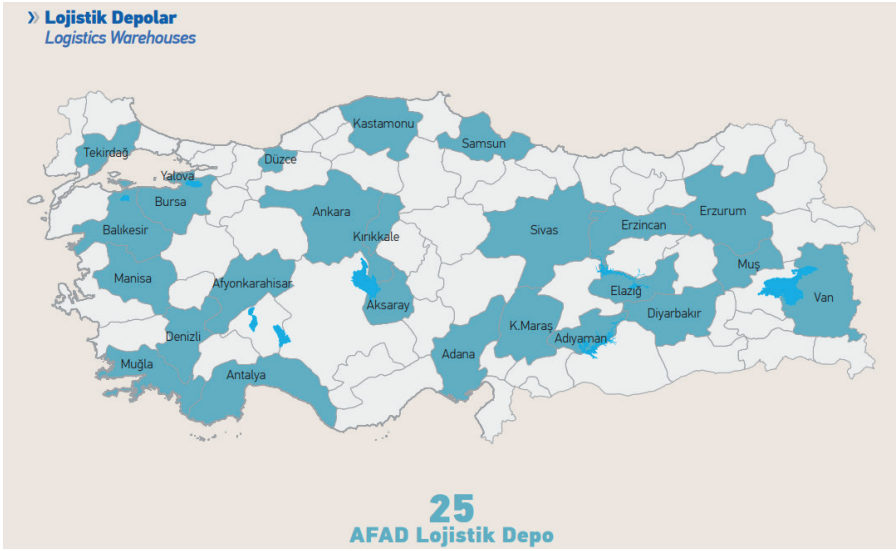 » Lojistik Depolar
Logistics Warehouses
Kastamonu
Samsun
Tekirdağ
Düzce
Yalova
Bursa
Ankara
Erzurum
Balıkesir
Kırıkkale
Sivas
Erzincan
Manisa
Afyonkarahisar
Muş
Aksaray
Elazığ
Van
Diyarbakır
Denizli
K.Maraş
Adıyaman
Muğla
Antalya
Adana
25
AFAD Lojistik Depo